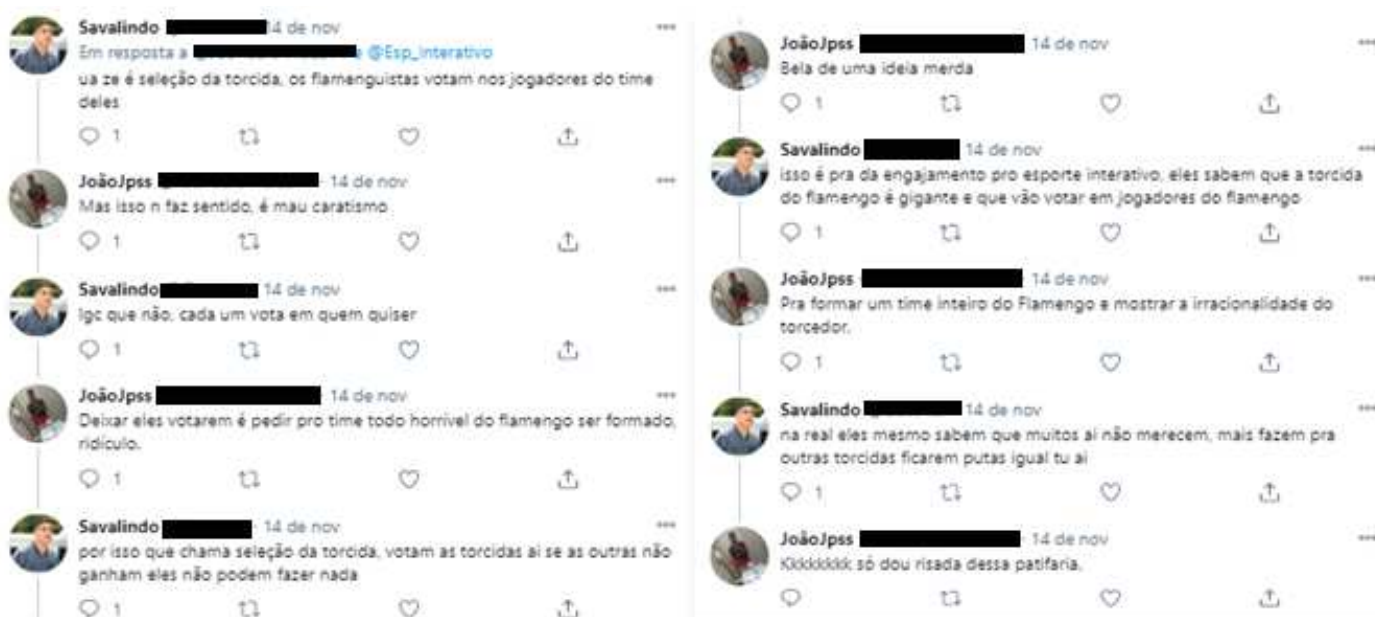 Savalindo 14 de nov
Em resposta a @Esp_Interativo
ua ze é seleção da torcida, os flamenguistas votam nos jogadores do time
deles
1
JoãoJpss 14 de nov
Mas isso n faz sentido, é mau caratismo
1
Savalindo 14 de nov
lgc que não, cada um vota em quem quiser
1
JoãoJpss 14 de nov
Deixar eles votarem é pedir pro time todo horrível do flamengo ser formado,
ridículo.
1
Savalindo 14 de nov
por isso que chama seleção da torcida, votam as torcidas ai se as outras não
ganham eles não podem fazer nada
1
JoãoJpss 14 de nov
Bela de uma ideia merda
1
Savalindo 14 de nov
isso é pra da engajamento pro esporte interativo, eles sabem que a torcida
do flamengo é gigante e que vão votar em jogadores do flamengo
1
JoãoJpss 14 de nov
Pra formar um time inteiro do Flamengo e mostrar a irracionalidade do
torcedor.
1
Savalindo 14 de nov
na real eles mesmo sabem que muitos ai não merecem, mais fazem pra
outras torcidas ficarem putas igual tu ai
1
JoãoJpss 14 de nov
Kkkkkkkk só dou risada dessa patifaria.